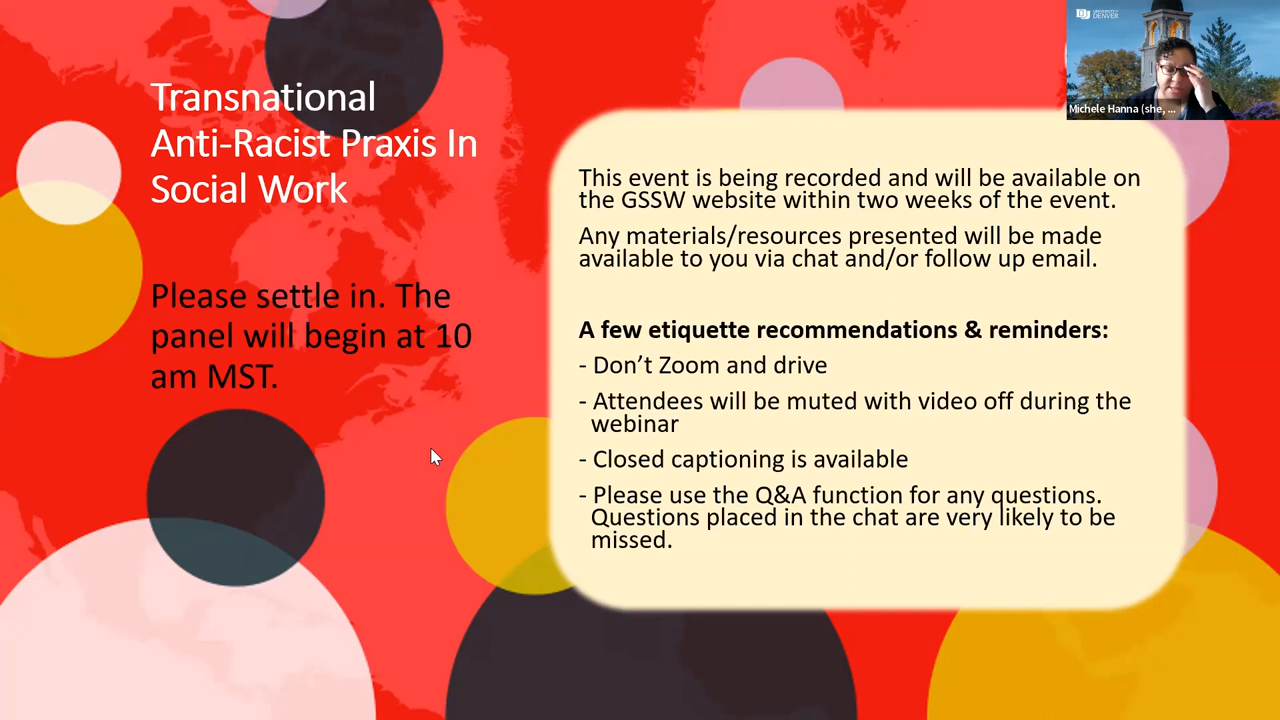 Transnational
Anti-Racist Praxis In
Social Work
Please settle in. The
panel will begin at 10
am MST.
This event is being recorded and will be available on
the GSSW website within two weeks of the event.
Any materials/resources presented will be made
available to you via chat and/or follow up email.
A few etiquette recommendations & reminders:
- Don’t Zoom and drive
- Attendees will be muted with video off during the
webinar
- Closed captioning is available
- Please use the Q&A function for any questions.
Questions placed in the chat are very likely to be
missed.
UNIVERSITY OF
DENVER
Michele Hanna (she, ...